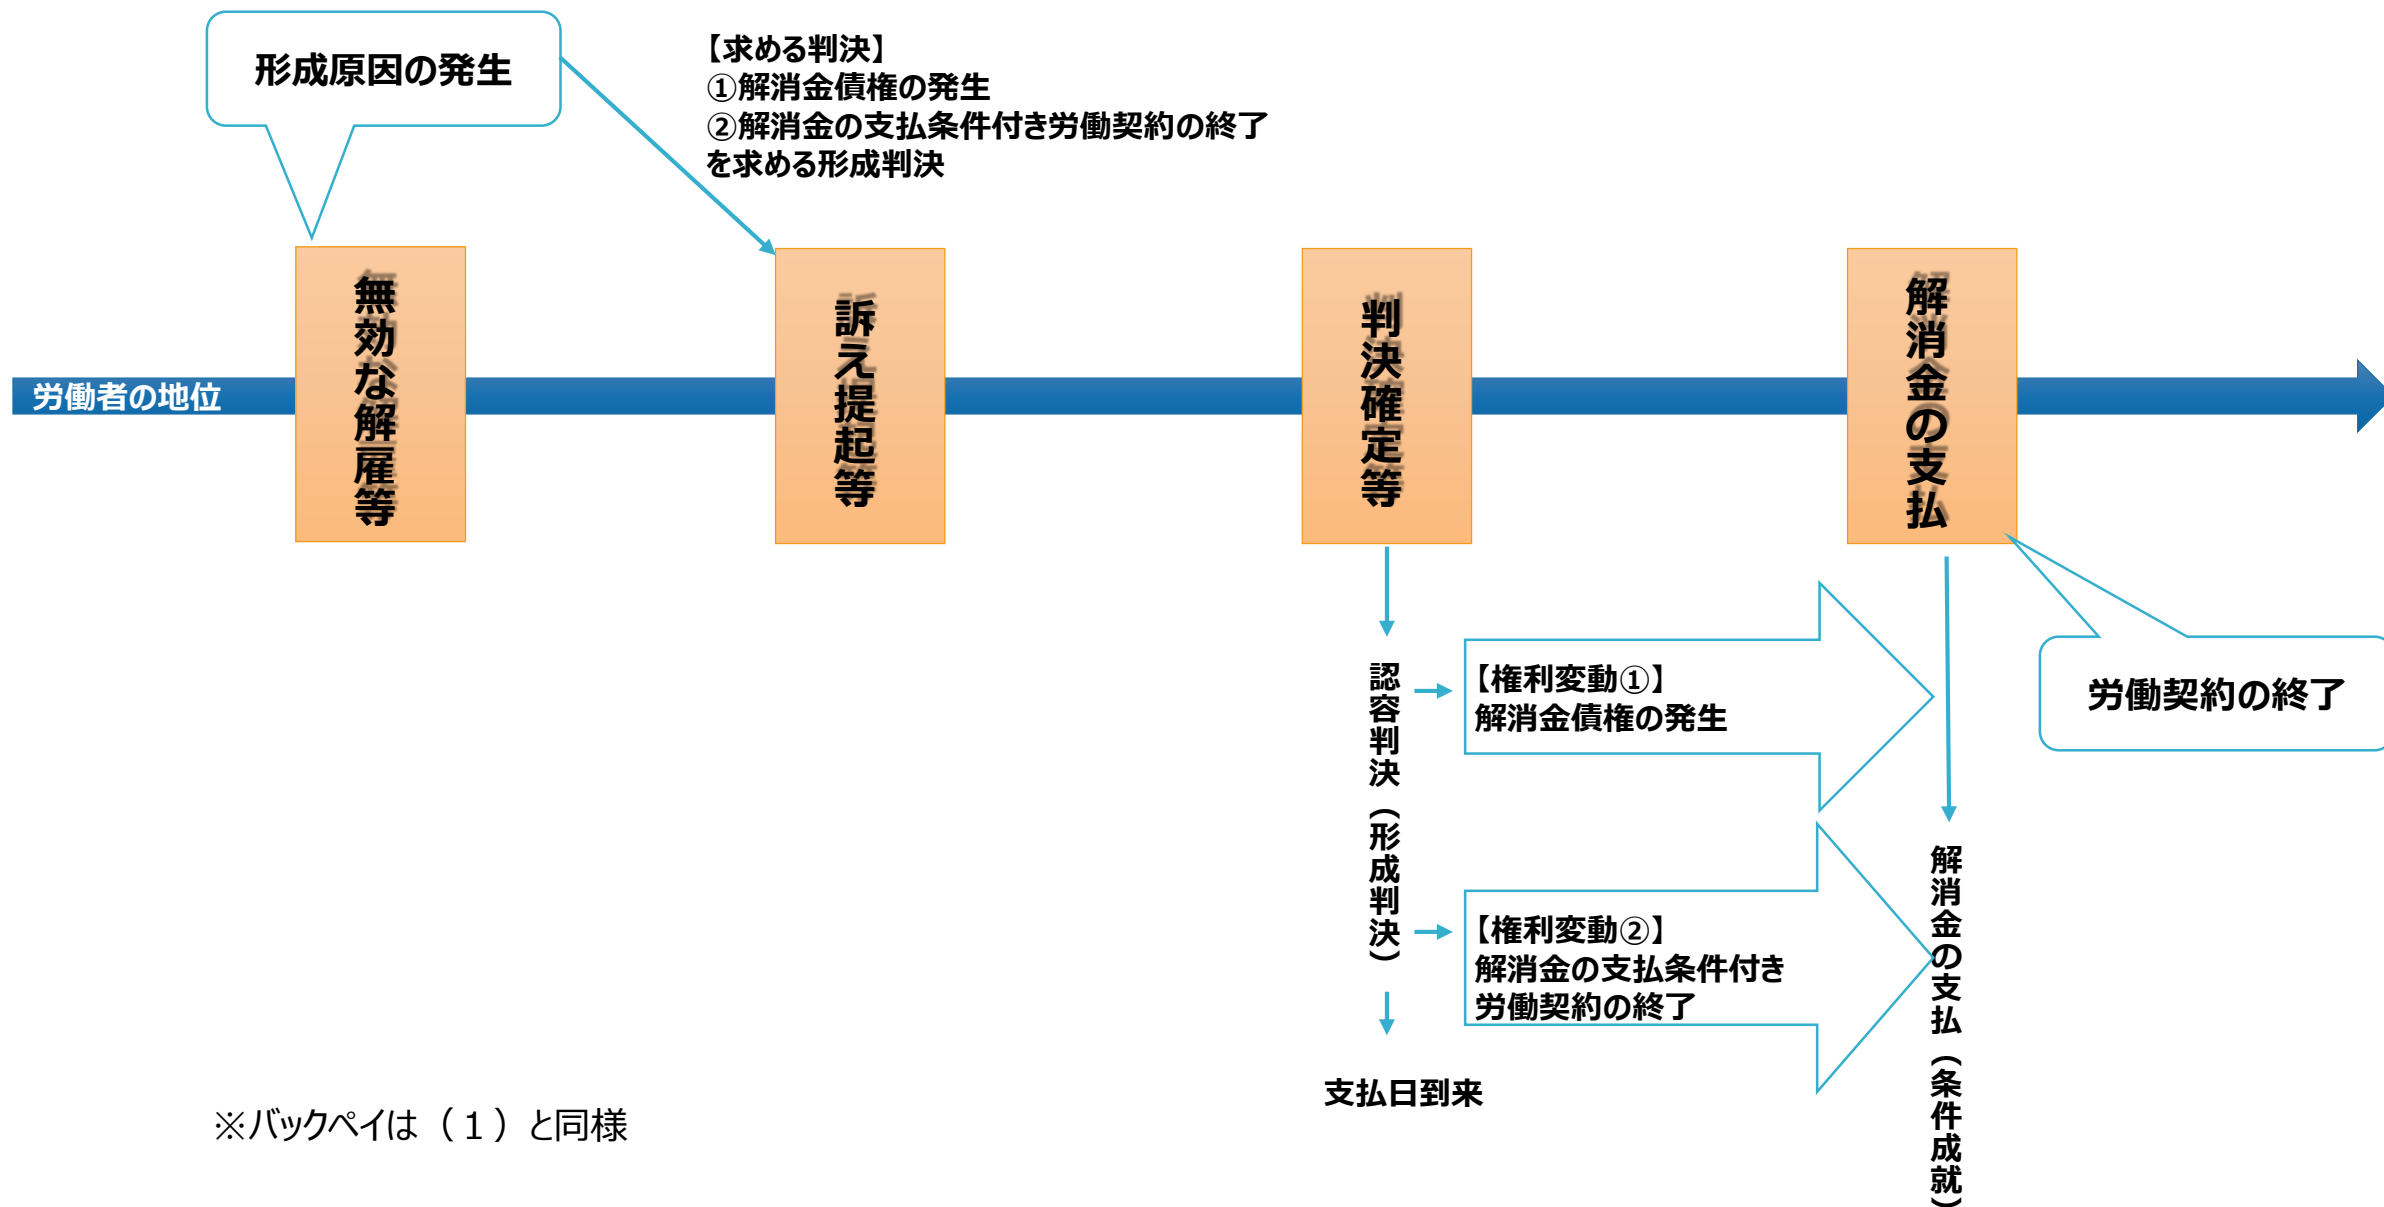 形成原因の発生
【求める判決】
①解消金債権の発生
②解消金の支払条件付き労働契約の終了
を求める形成判決
労働者の地位
無効な解雇等
訴え提起等
判決確定等
解消金の支払
認容判決（形成判決）
【権利変動①】
解消金債権の発生
【権利変動②】
解消金の支払条件付き
労働契約の終了
支払日到来
解消金の支払（条件成就）
労働契約の終了
※バックペイは（１）と同様